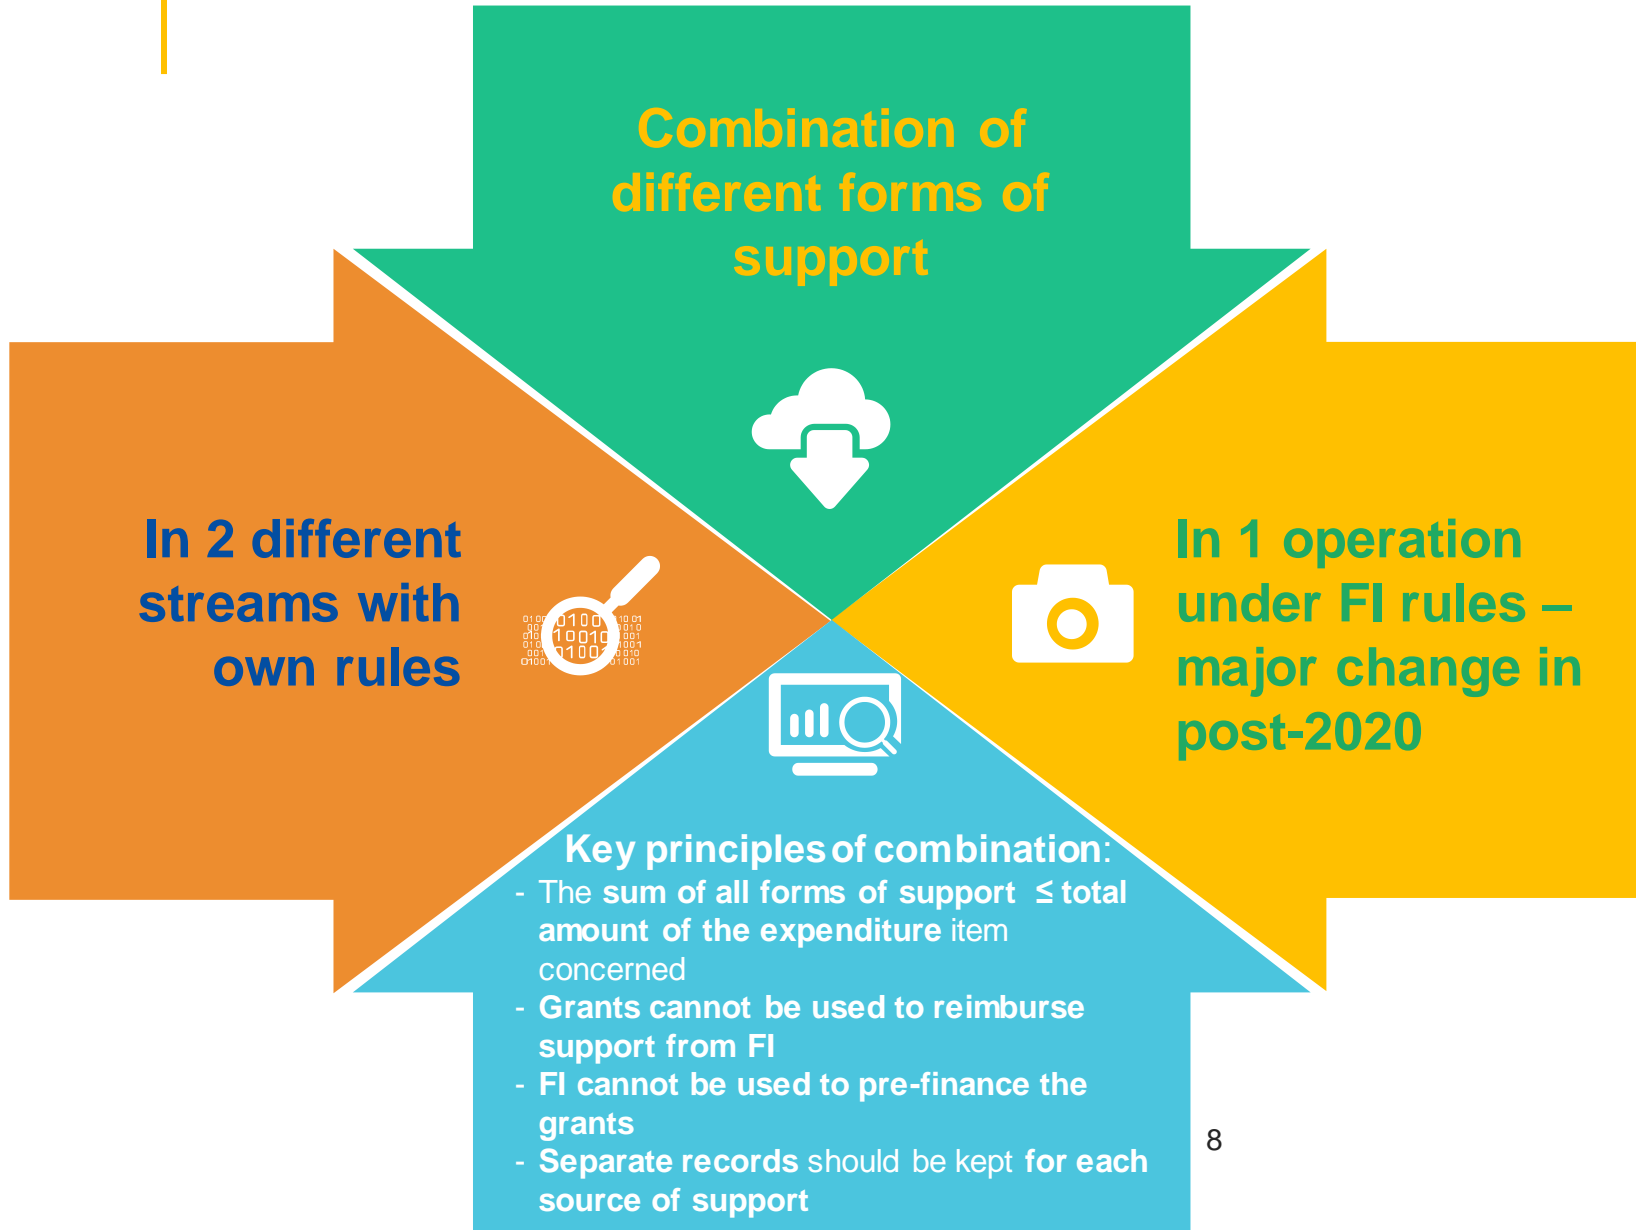 Combination of
different forms of
support
In 2 different
streams with
own rules
In 1 operation
under FI rules –
major change in
post-2020
Key principles of combination:
- The sum of all forms of support ≤ total
amount of the expenditure item
concerned
- Grants cannot be used to reimburse
support from FI
- FI cannot be used to pre-finance the
grants
- Separate records should be kept for each
source of support
8